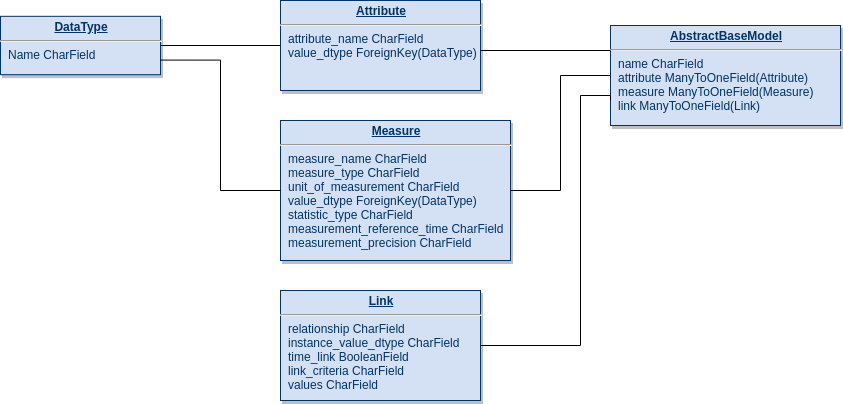 DataType
Name CharField
Attribute
attribute_name CharField
value_dtype ForeignKey(DataType)
AbstractBaseModel
name CharField
attribute ManyToOneField(Attribute)
measure ManyToOneField(Measure)
link ManyToOneField(Link)
Measure
measure_name CharField
measure_type CharField
unit_of_measurement CharField
value_dtype ForeignKey(DataType)
statistic_type CharField
measurement_reference_time CharField
measurement_precision CharField
Link
relationship CharField
instance_value_dtype CharField
time_link BooleanField
link_criteria CharField
values CharField